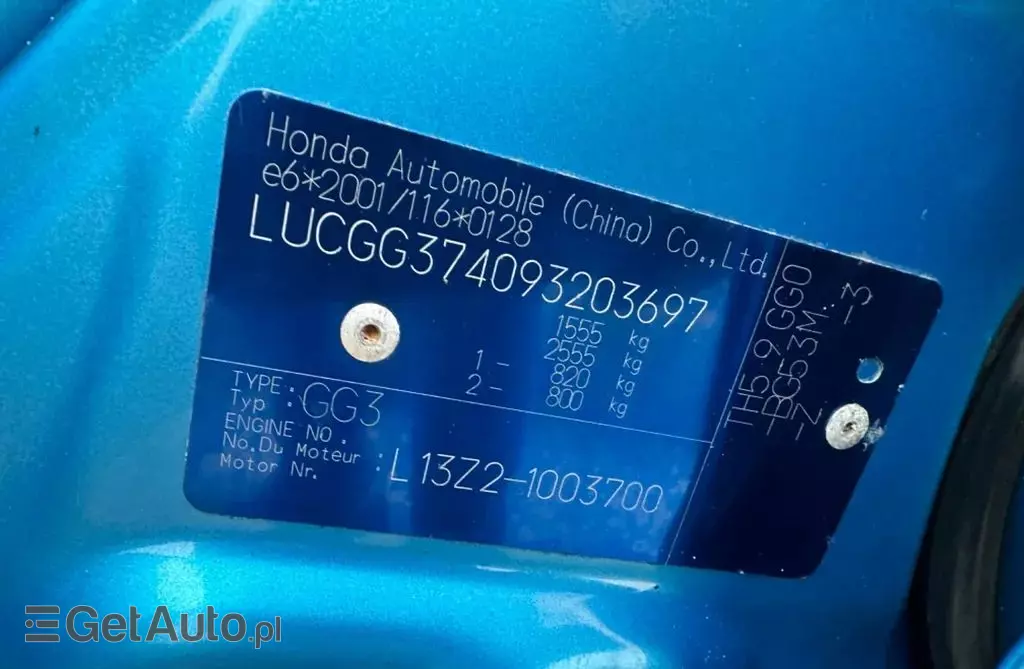 Honda Automobile (China) Co.,Ltd.
e6*2001/116*0128
LUCGG374093203697
1555 kg
2555 kg
1- 820 kg
2- 800 kg
TYPE:
Typ : GG3
ENGINE NO.
No.Du Moteur : L13Z2-1003700
Motor Nr.
TH5.9 GG0
-BG53M.
-Z -3
GetAuto.pl